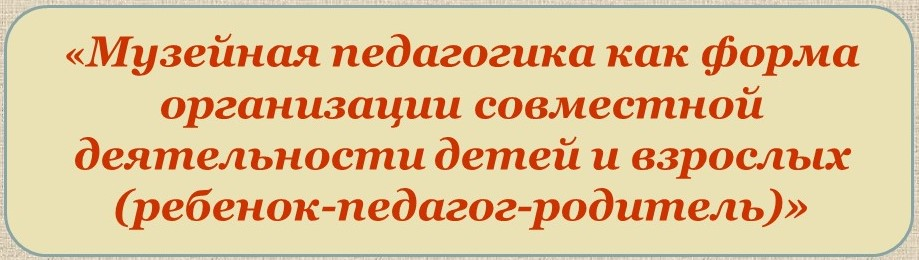 «Музейная педагогика как форма
организации совместной
деятельности детей и взрослых
(ребенок-педагог-родитель)»